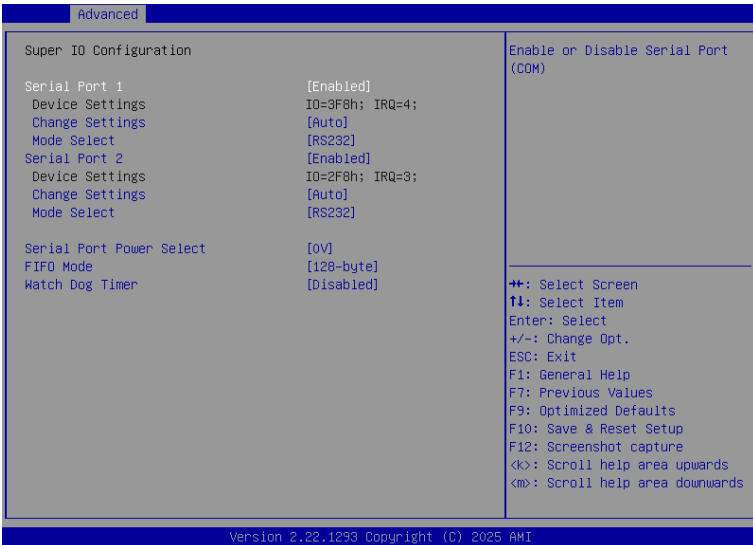 Advanced
Super IO Configuration
Serial Port 1 [Enabled]
Device Settings IO=3F8h; IRQ=4;
Change Settings [Auto]
Mode Select [RS232]
Serial Port 2 [Enabled]
Device Settings IO=2F8h; IRQ=3;
Change Settings [Auto]
Mode Select [RS232]
Serial Port Power Select [0V]
FIFO Mode [128-byte]
Watch Dog Timer [Disabled]
Enable or Disable Serial Port
(COM)
→←: Select Screen
↑↓: Select Item
Enter: Select
+/-: Change Opt.
ESC: Exit
F1: General Help
F7: Previous Values
F9: Optimized Defaults
F10: Save & Reset Setup
F12: Screenshot capture
<k>: Scroll help area upwards
<m>: Scroll help area downwards
Version 2.22.1293 Copyright (C) 2025 AMI